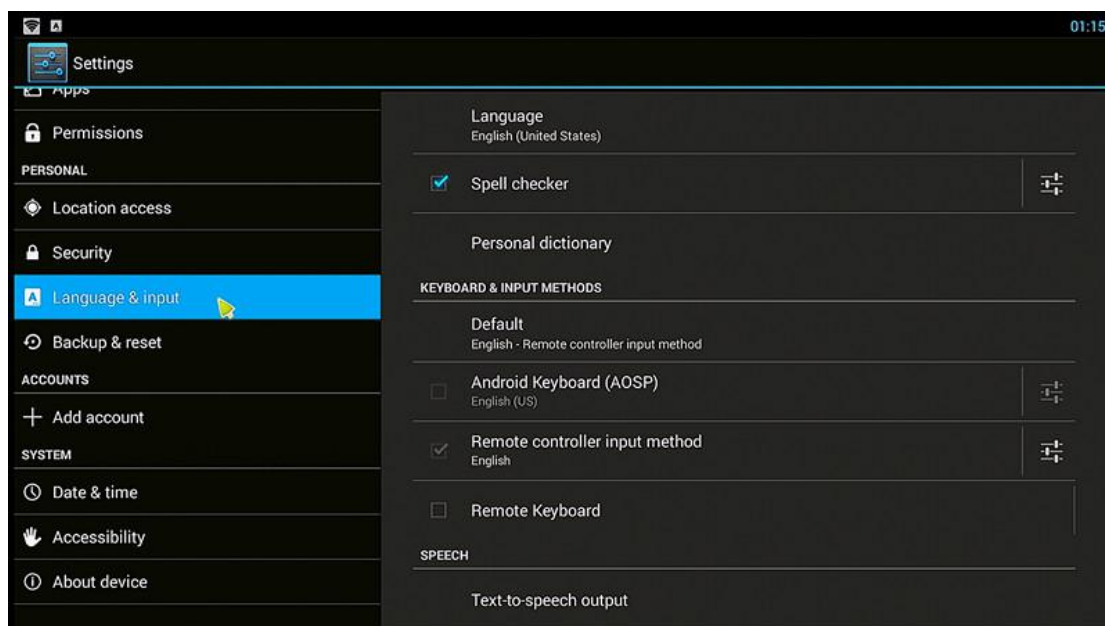 01:15
Settings
Apps
Permissions
PERSONAL
Location access
Security
Language & input
Backup & reset
ACCOUNTS
Add account
SYSTEM
Date & time
Accessibility
About device
Language
English (United States)
Spell checker
Personal dictionary
KEYBOARD & INPUT METHODS
Default
English - Remote controller input method
Android Keyboard (AOSP)
English (US)
Remote controller input method
English
Remote Keyboard
SPEECH
Text-to-speech output